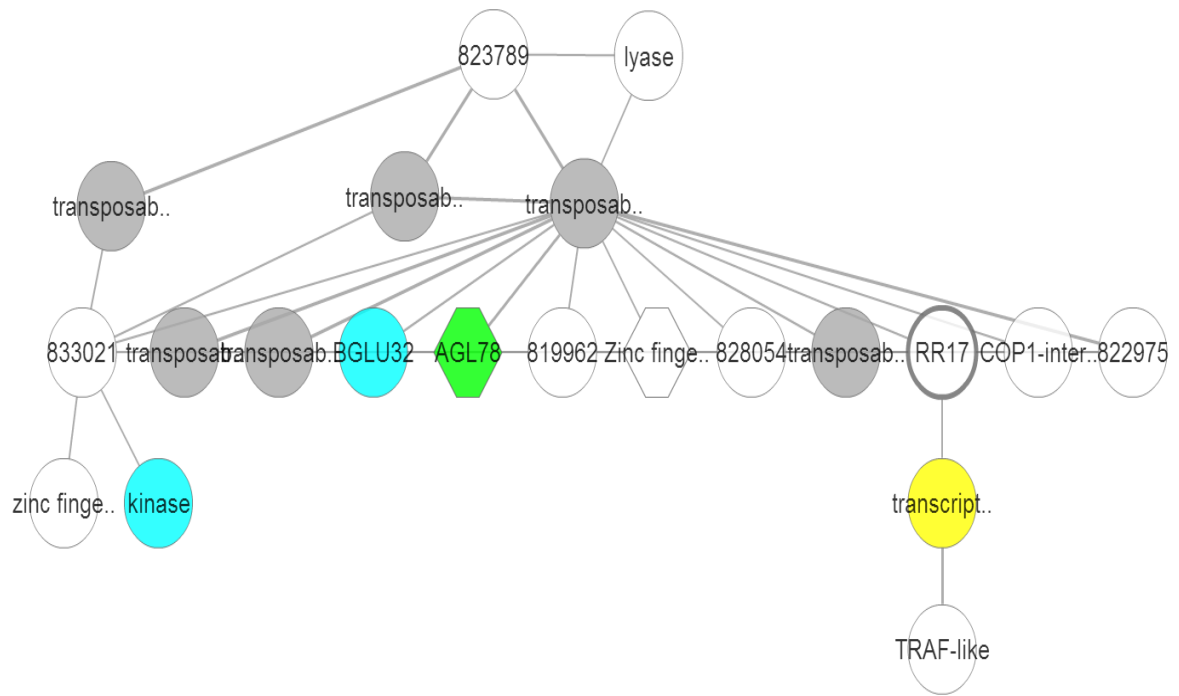 823789
lyase
transposab..
transposab..
transposab..
833021
transposab..
transposab..
BGLU32
AGL78
819962
Zinc finge..
828054
transposab..
RR17
COP1-inter..
822975
zinc finge..
kinase
transcript..
TRAF-like